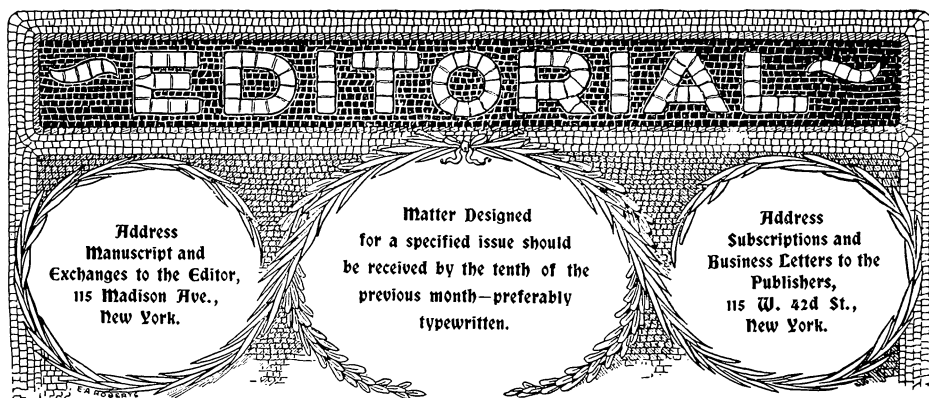 EDITORIAL
Address
Manuscript and
Exchanges to the Editor,
115 Madison Ave.,
New York.
Matter Designed
for a specified issue should
be received by the tenth of the
previous month—preferably
typewritten.
Address
Subscriptions and
Business Letters to the
Publishers,
115 W. 42d St.,
New York.
E.A. ROBERTS